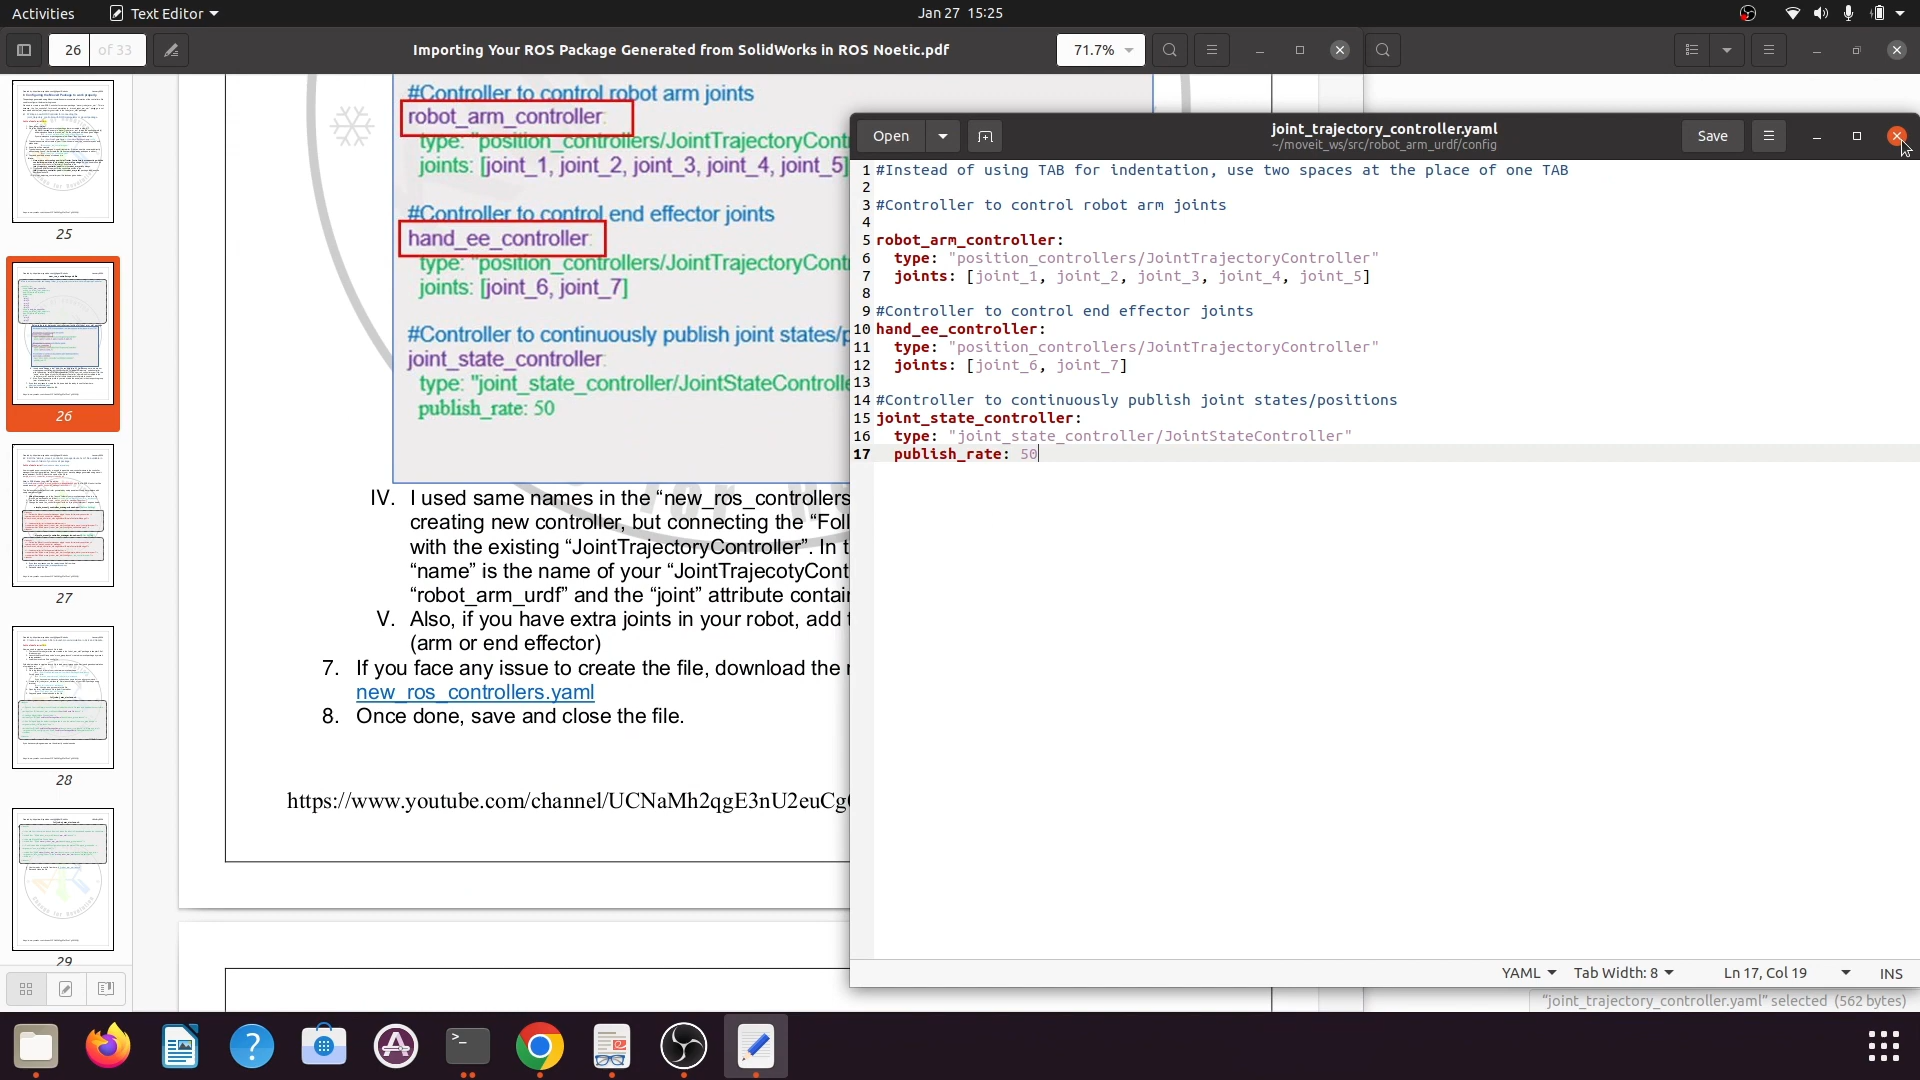 Activities
Text Editor
Jan 27 15:25
26 of 33
Importing Your ROS Package Generated from SolidWorks in ROS Noetic.pdf
71.7%
25
26
27
28
29
#Controller to control robot arm joints
robot_arm_controller:
type: "position_controllers/JointTrajectoryCont
joints: [joint_1, joint_2, joint_3, joint_4, joint_5]
#Controller to control end effector joints
hand_ee_controller:
type: "position_controllers/JointTrajectoryCont
joints: [joint_6, joint_7]
#Controller to continuously publish joint states/p
joint_state_controller:
type: "joint_state_controller/JointStateControlle
publish_rate: 50
IV. I used same names in the “new_ros_controllers
creating new controller, but connecting the “Foll
with the existing “JointTrajectoryController”. In t
“name” is the name of your “JointTrajecotyCont
“robot_arm_urdf” and the “joint” attribute contai
V. Also, if you have extra joints in your robot, add t
(arm or end effector)
7. If you face any issue to create the file, download the
new_ros_controllers.yaml
8. Once done, save and close the file.
https://www.youtube.com/channel/UCNaMh2qgE3nU2euCg
Open
joint_trajectory_controller.yaml
~/moveit_ws/src/robot_arm_urdf/config
Save
1 #Instead of using TAB for indentation, use two spaces at the place of one TAB
2
3 #Controller to control robot arm joints
4
5 robot_arm_controller:
6 type: "position_controllers/JointTrajectoryController"
7 joints: [joint_1, joint_2, joint_3, joint_4, joint_5]
8
9 #Controller to control end effector joints
10 hand_ee_controller:
11 type: "position_controllers/JointTrajectoryController"
12 joints: [joint_6, joint_7]
13
14 #Controller to continuously publish joint states/positions
15 joint_state_controller:
16 type: "joint_state_controller/JointStateController"
17 publish_rate: 50
YAML
Tab Width: 8
Ln 17, Col 19
INS
“joint_trajectory_controller.yaml” selected (562 bytes)